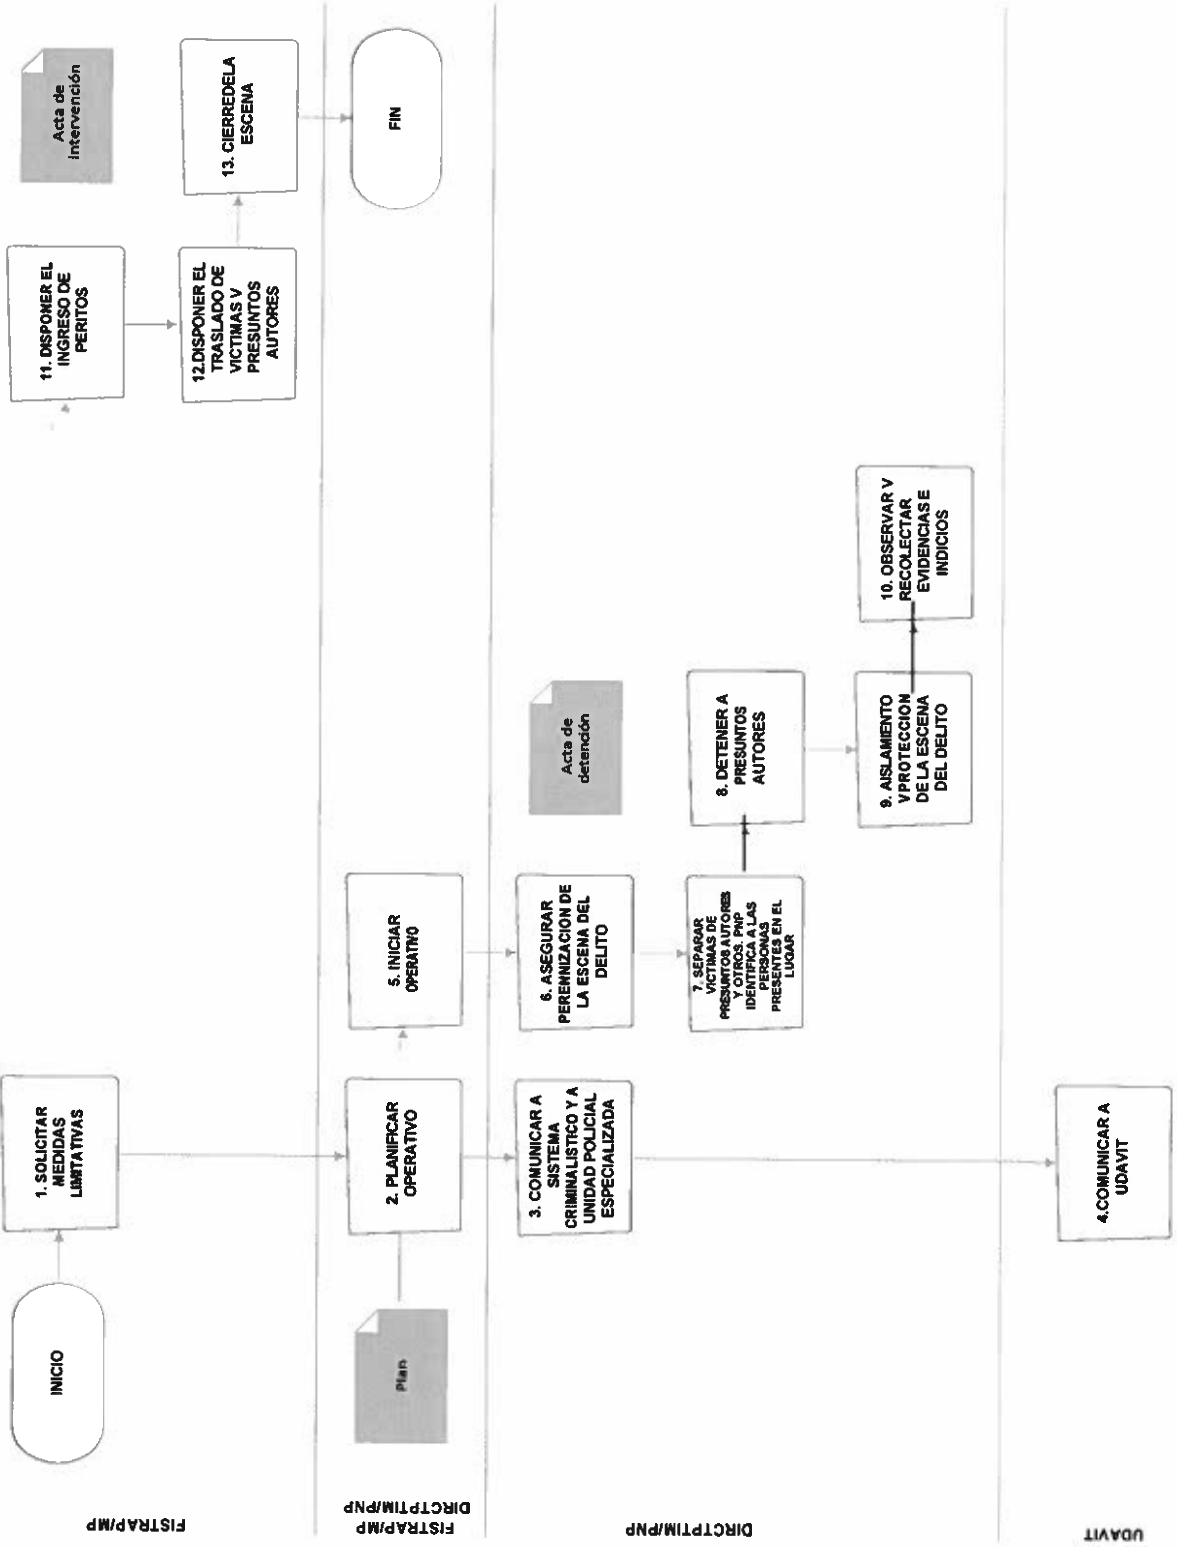 FISTRAP/MP
INICIO
1. SOLICITAR
MEDIDAS
LIMITATIVAS
11. DISPONER EL
INGRESO DE
PERITOS
Acta de
intervención
12.DISPONER EL
TRASLADO DE
VICTIMAS V
PRESUNTOS
AUTORES
13. CIERREDELA
ESCENA
FISTRAP/MP
DIRCTPTIM/PNP
Plan
2. PLANIFICAR
OPERATIVO
5. INICIAR
OPERATIVO
FIN
DIRCTPTIM/PNP
3. COMUNICAR A
SISTEMA
CRIMINALISTICO Y A
UNIDAD POLICIAL
ESPECIALIZADA
6. ASEGURAR
PERENNIZACION DE
LA ESCENA DEL
DELITO
Acta de
detención
7. SEPARAR
VICTIMAS DE
PRESUNTOS AUTORES
Y OTROS. PNP
IDENTIFICA A LAS
PERSONAS
PRESENTES EN EL
LUGAR
8. DETENER A
PRESUNTOS
AUTORES
9. AISLAMIENTO
VPROTECCION
DE LA ESCENA
DEL DELITO
10. OBSERVAR V
RECOLECTAR
EVIDENCIAS E
INDICIOS
UDAVIT
4.COMUNICAR A
UDAVIT